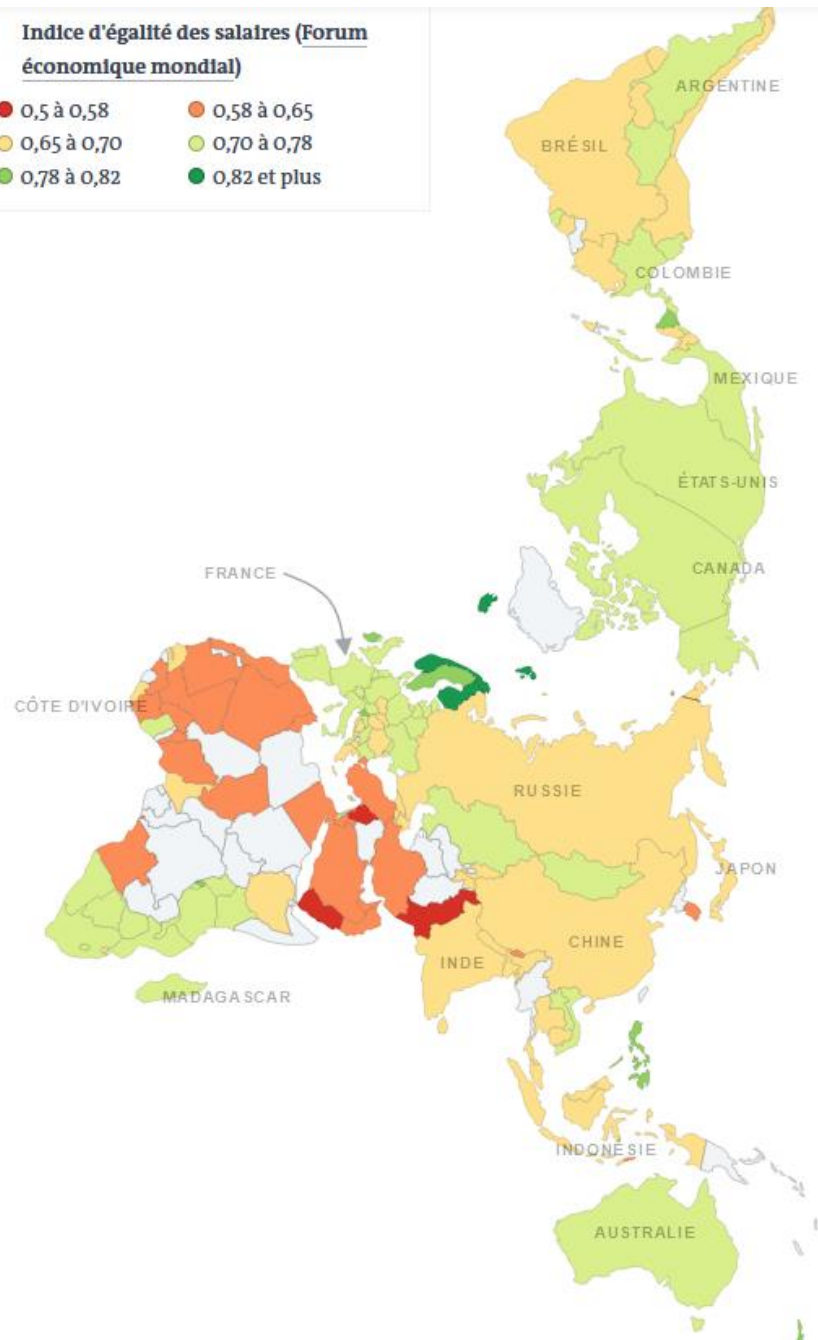 Indice d'égalité des salaires (Forum
économique mondial)
0,5 à 0,58
0,58 à 0,65
0,65 à 0,70
0,70 à 0,78
0,78 à 0,82
0,82 et plus
ARGENTINE
BRÉSIL
COLOMBIE
MEXIQUE
ÉTATS-UNIS
CANADA
FRANCE
CÔTE D'IVOIRE
RUSSIE
JAPON
CHINE
INDE
MADAGASCAR
INDONÉSIE
AUSTRALIE